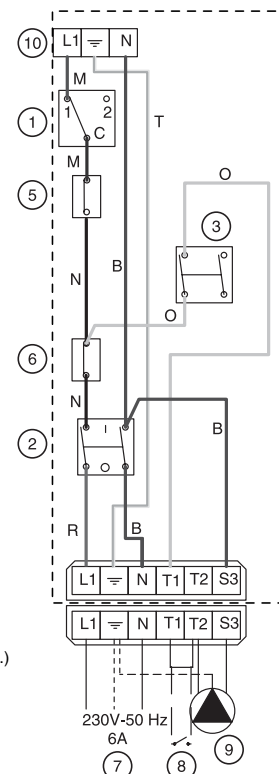 10 L1 ⏚ N
M
1 2
1
C
T
M
O
5
3
N B
O
6
N
I
2
O
B
R B
L1 ⏚ N T1 T2 S3
L1 ⏚ N T1 T2 S3
.)
230V-50 Hz
6A
7 8 9